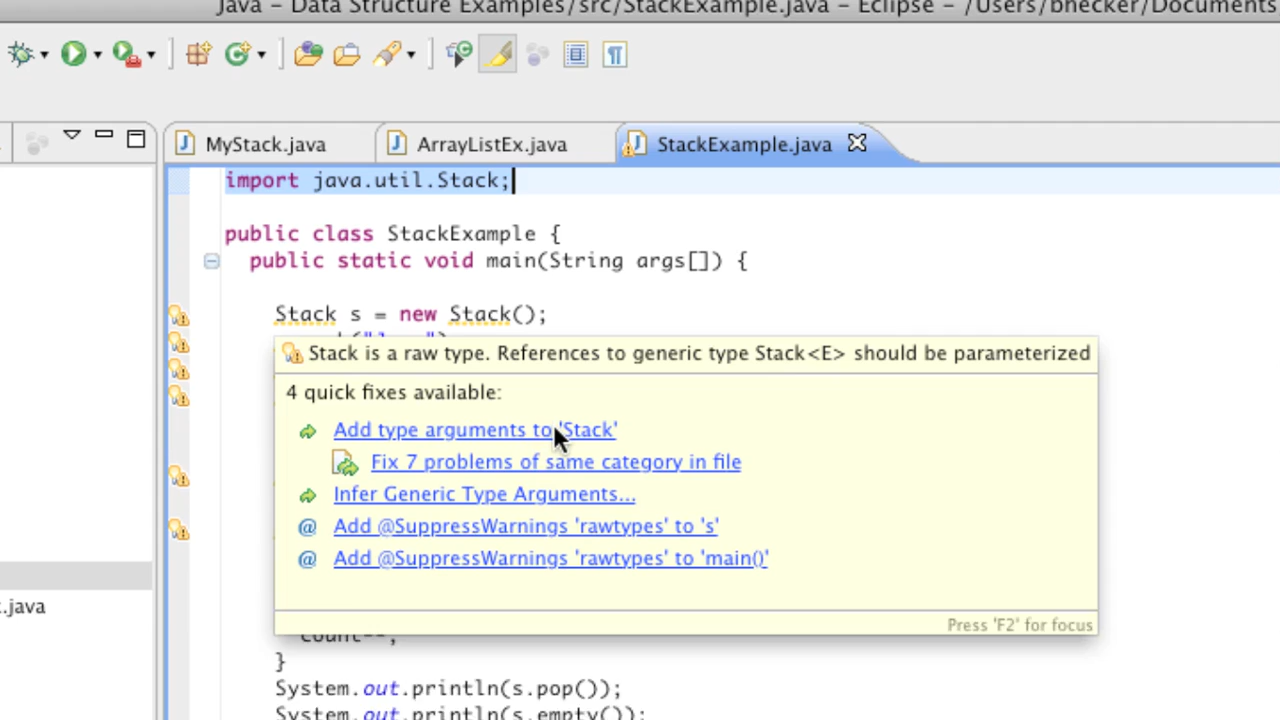 Java – Data Structure Examples/src/StackExample.java – Eclipse – /Users/bhecker/Documents
MyStack.java
ArrayListEx.java
StackExample.java
import java.util.Stack;
public class StackExample {
public static void main(String args[]) {
Stack s = new Stack();
Stack is a raw type. References to generic type Stack<E> should be parameterized
4 quick fixes available:
Add type arguments to 'Stack'
Fix 7 problems of same category in file
Infer Generic Type Arguments...
@ Add @SuppressWarnings 'rawtypes' to 's'
@ Add @SuppressWarnings 'rawtypes' to 'main()'
Press 'F2' for focus
.java
count--;
}
System.out.println(s.pop());
System.out.println(s.empty());